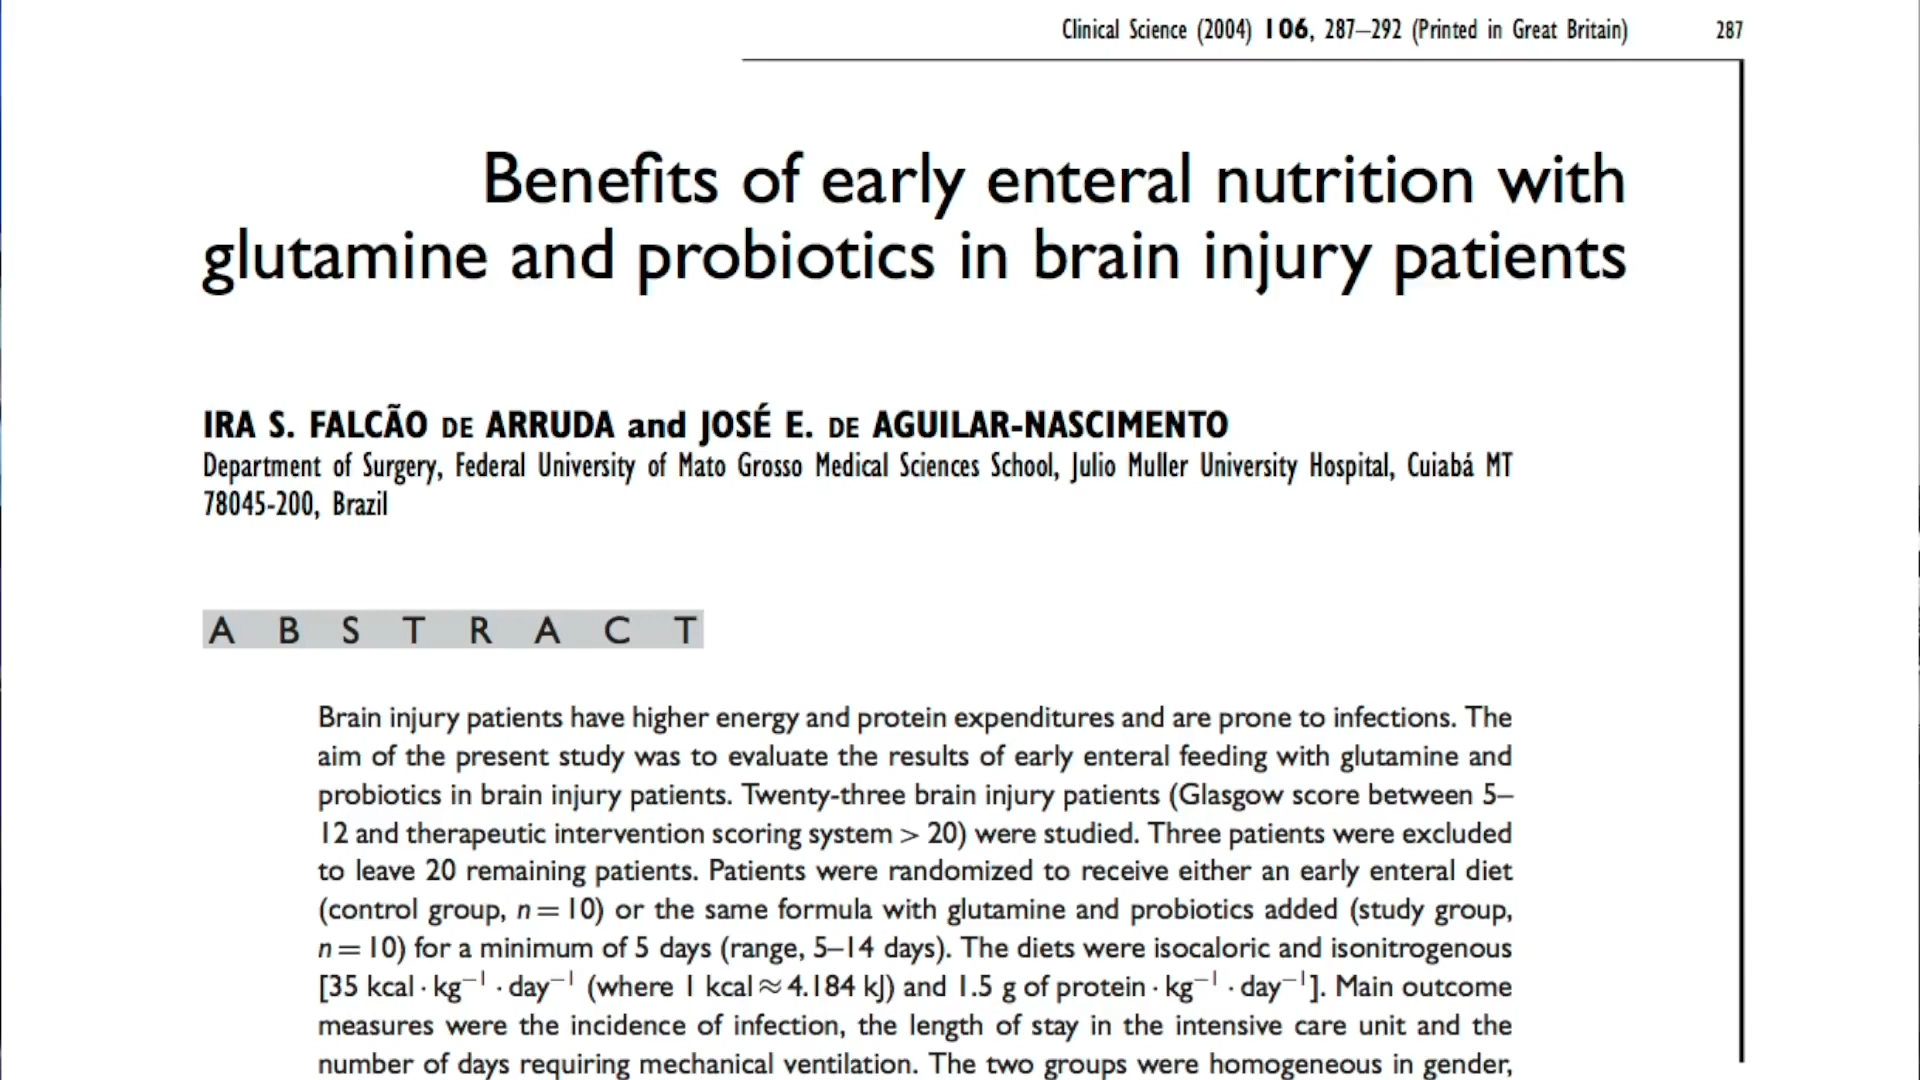 Clinical Science (2004) 106, 287–292 (Printed in Great Britain) 287
Benefits of early enteral nutrition with
glutamine and probiotics in brain injury patients
IRA S. FALCÃO DE ARRUDA and JOSÉ E. DE AGUILAR-NASCIMENTO
Department of Surgery, Federal University of Mato Grosso Medical Sciences School, Julio Muller University Hospital, Cuiabá MT
78045-200, Brazil
A B S T R A C T
Brain injury patients have higher energy and protein expenditures and are prone to infections. The
aim of the present study was to evaluate the results of early enteral feeding with glutamine and
probiotics in brain injury patients. Twenty-three brain injury patients (Glasgow score between 5–
12 and therapeutic intervention scoring system > 20) were studied. Three patients were excluded
to leave 20 remaining patients. Patients were randomized to receive either an early enteral diet
(control group, n = 10) or the same formula with glutamine and probiotics added (study group,
n = 10) for a minimum of 5 days (range, 5–14 days). The diets were isocaloric and isonitrogenous
[35 kcal · kg⁻¹ · day⁻¹ (where 1 kcal ≈ 4.184 kJ) and 1.5 g of protein · kg⁻¹ · day⁻¹]. Main outcome
measures were the incidence of infection, the length of stay in the intensive care unit and the
number of days requiring mechanical ventilation. The two groups were homogeneous in gender,